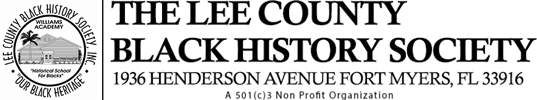 LEE COUNTY BLACK HISTORY SOCIETY, INC
WILLIAMS
ACADEMY
"Historical Schools
For Blacks"
"OUR BLACK HERITAGE"
THE LEE COUNTY
BLACK HISTORY SOCIETY
1936 HENDERSON AVENUE FORT MYERS, FL 33916
A 501(c)3 Non Profit Organization